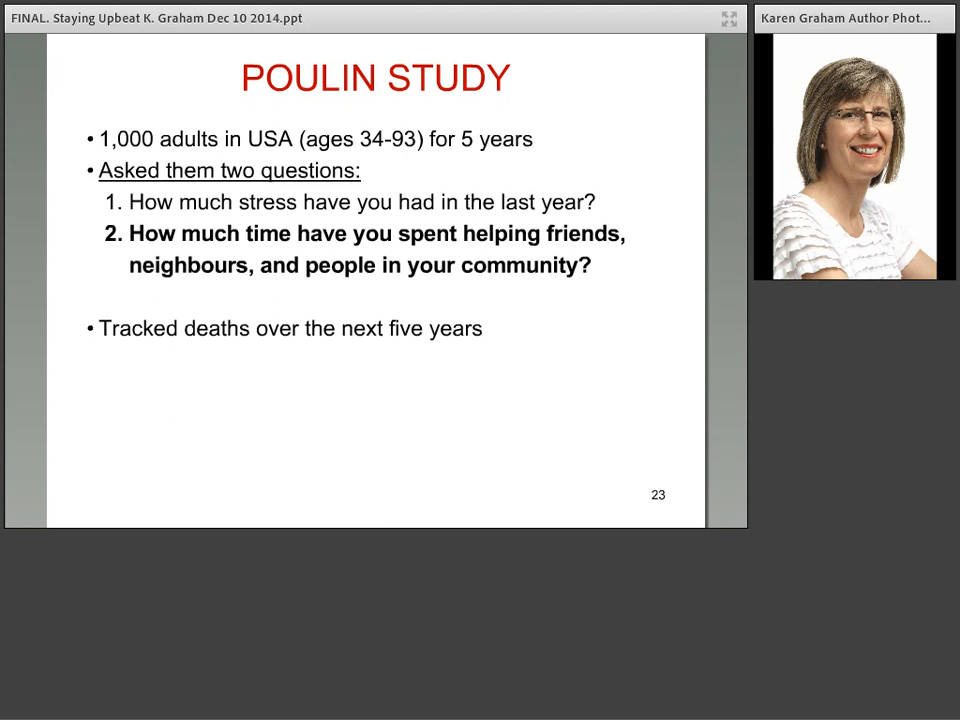 FINAL. Staying Upbeat K. Graham Dec 10 2014.ppt
Karen Graham Author Phot...
POULIN STUDY
• 1,000 adults in USA (ages 34-93) for 5 years
• Asked them two questions:
1. How much stress have you had in the last year?
2. How much time have you spent helping friends,
neighbours, and people in your community?
• Tracked deaths over the next five years
23